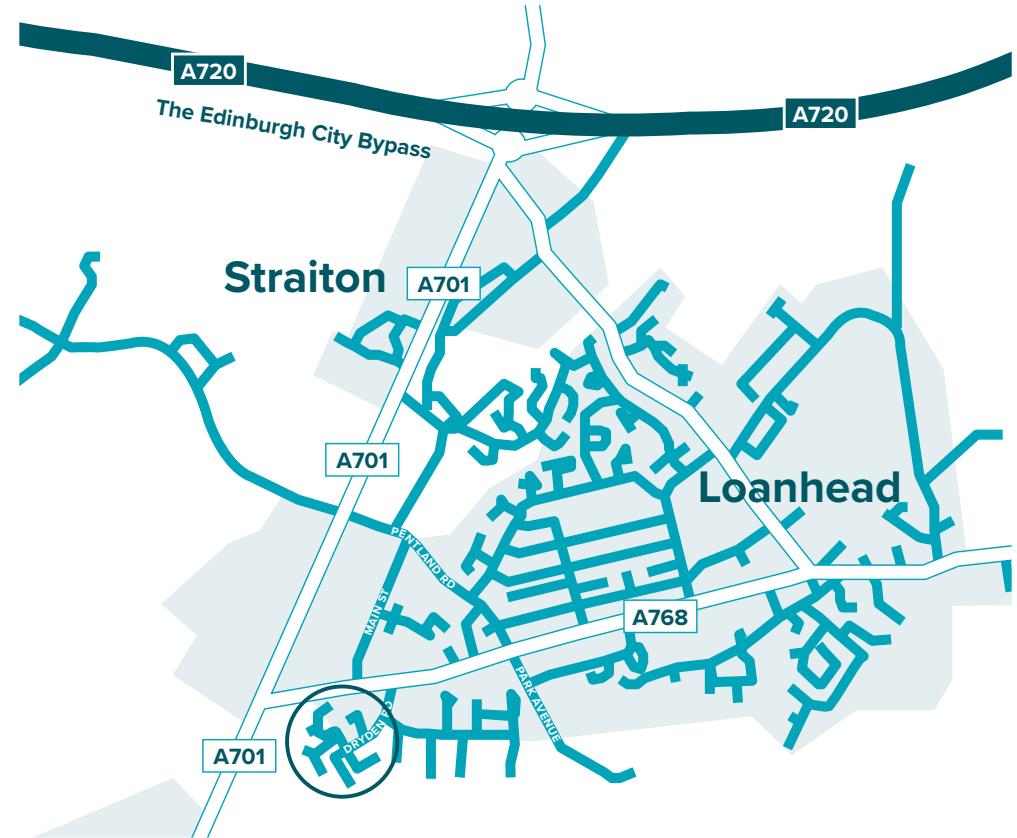 A720
A720
The Edinburgh City Bypass
Straiton
A701
A701
Loanhead
PENTLAND RD
MAIN ST
A768
PARK AVENUE
DRYDEN RD
A701